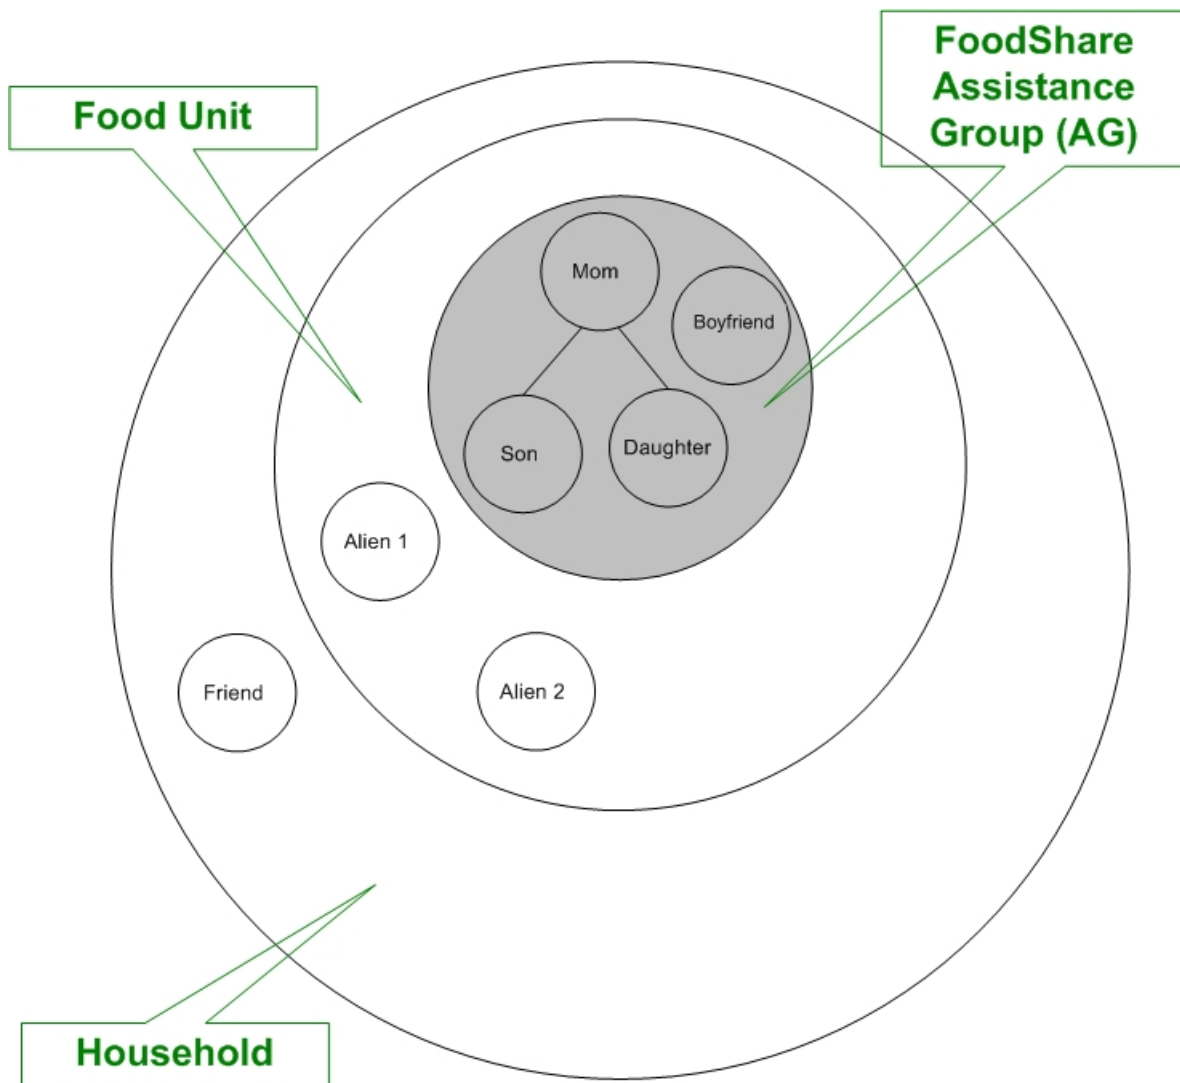 FoodShare
Assistance
Group (AG)
Food Unit
Mom
Boyfriend
Son
Daughter
Alien 1
Friend
Alien 2
Household